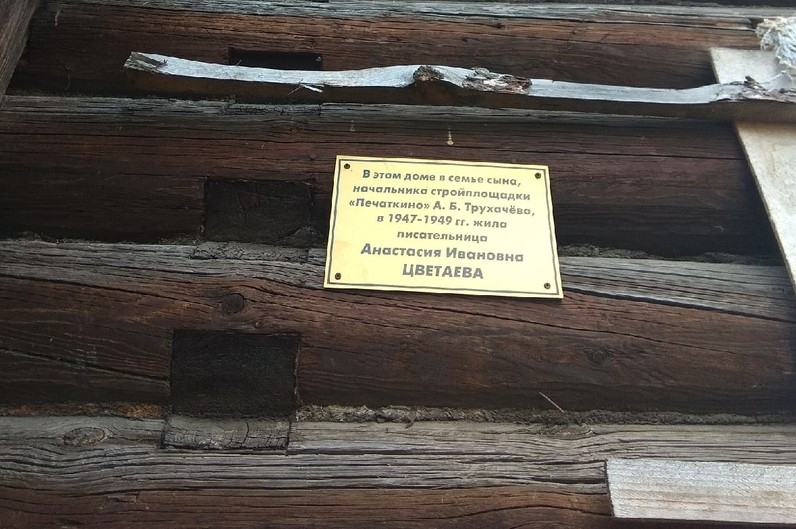 В этом доме в семье сына,
начальника стройплощадки
«Печаткино» А. Б. Трухачёва,
в 1947-1949 гг. жила
писательница
Анастасия Ивановна
ЦВЕТАЕВА